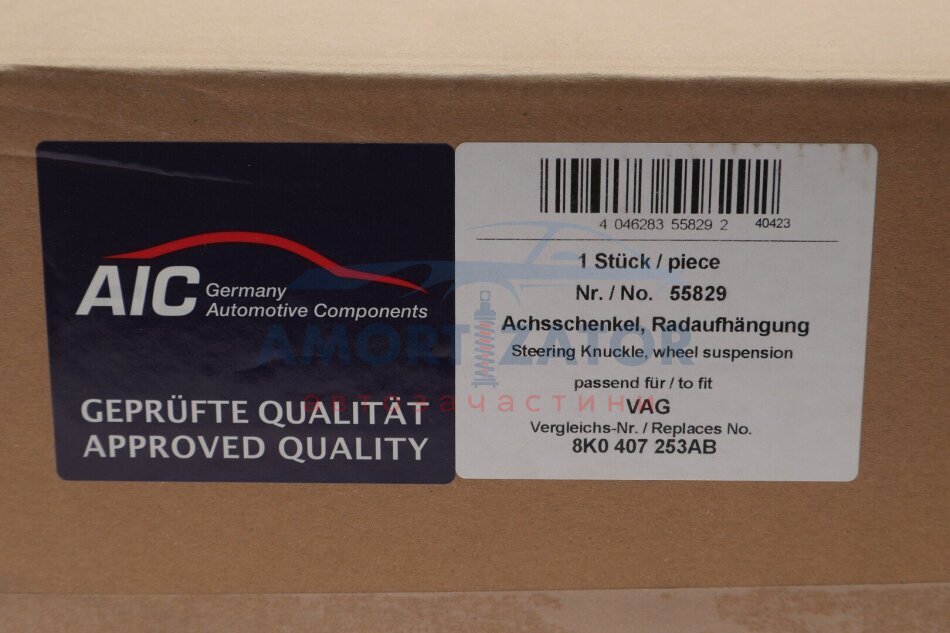 AIC
Germany
Automotive Components
GEPRÜFTE QUALITÄT
APPROVED QUALITY
4 046283 55829 2
40423
1 Stück / piece
Nr. / No. 55829
Achsschenkel, Radaufhängung
Steering Knuckle, wheel suspension
passend für / to fit
VAG
Vergleichs-Nr. / Replaces No.
8K0 407 253AB
AMORTIZATOR
автозапчастини